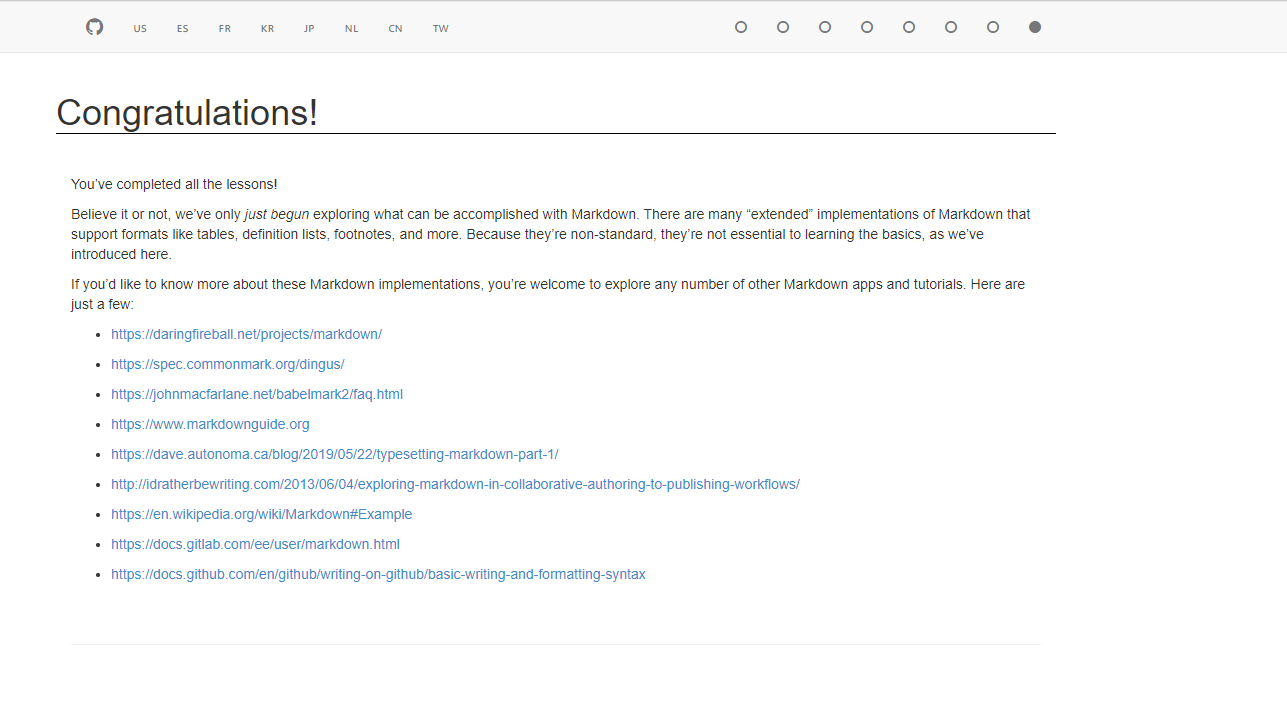 US ES FR KR JP NL CN TW
Congratulations!
You’ve completed all the lessons!
Believe it or not, we’ve only just begun exploring what can be accomplished with Markdown. There are many “extended” implementations of Markdown that
support formats like tables, definition lists, footnotes, and more. Because they’re non-standard, they’re not essential to learning the basics, as we’ve
introduced here.
If you’d like to know more about these Markdown implementations, you’re welcome to explore any number of other Markdown apps and tutorials. Here are
just a few:
https://daringfireball.net/projects/markdown/
https://spec.commonmark.org/dingus/
https://johnmacfarlane.net/babelmark2/faq.html
https://www.markdownguide.org
https://dave.autonoma.ca/blog/2019/05/22/typesetting-markdown-part-1/
http://idratherbewriting.com/2013/06/04/exploring-markdown-in-collaborative-authoring-to-publishing-workflows/
https://en.wikipedia.org/wiki/Markdown#Example
https://docs.gitlab.com/ee/user/markdown.html
https://docs.github.com/en/github/writing-on-github/basic-writing-and-formatting-syntax